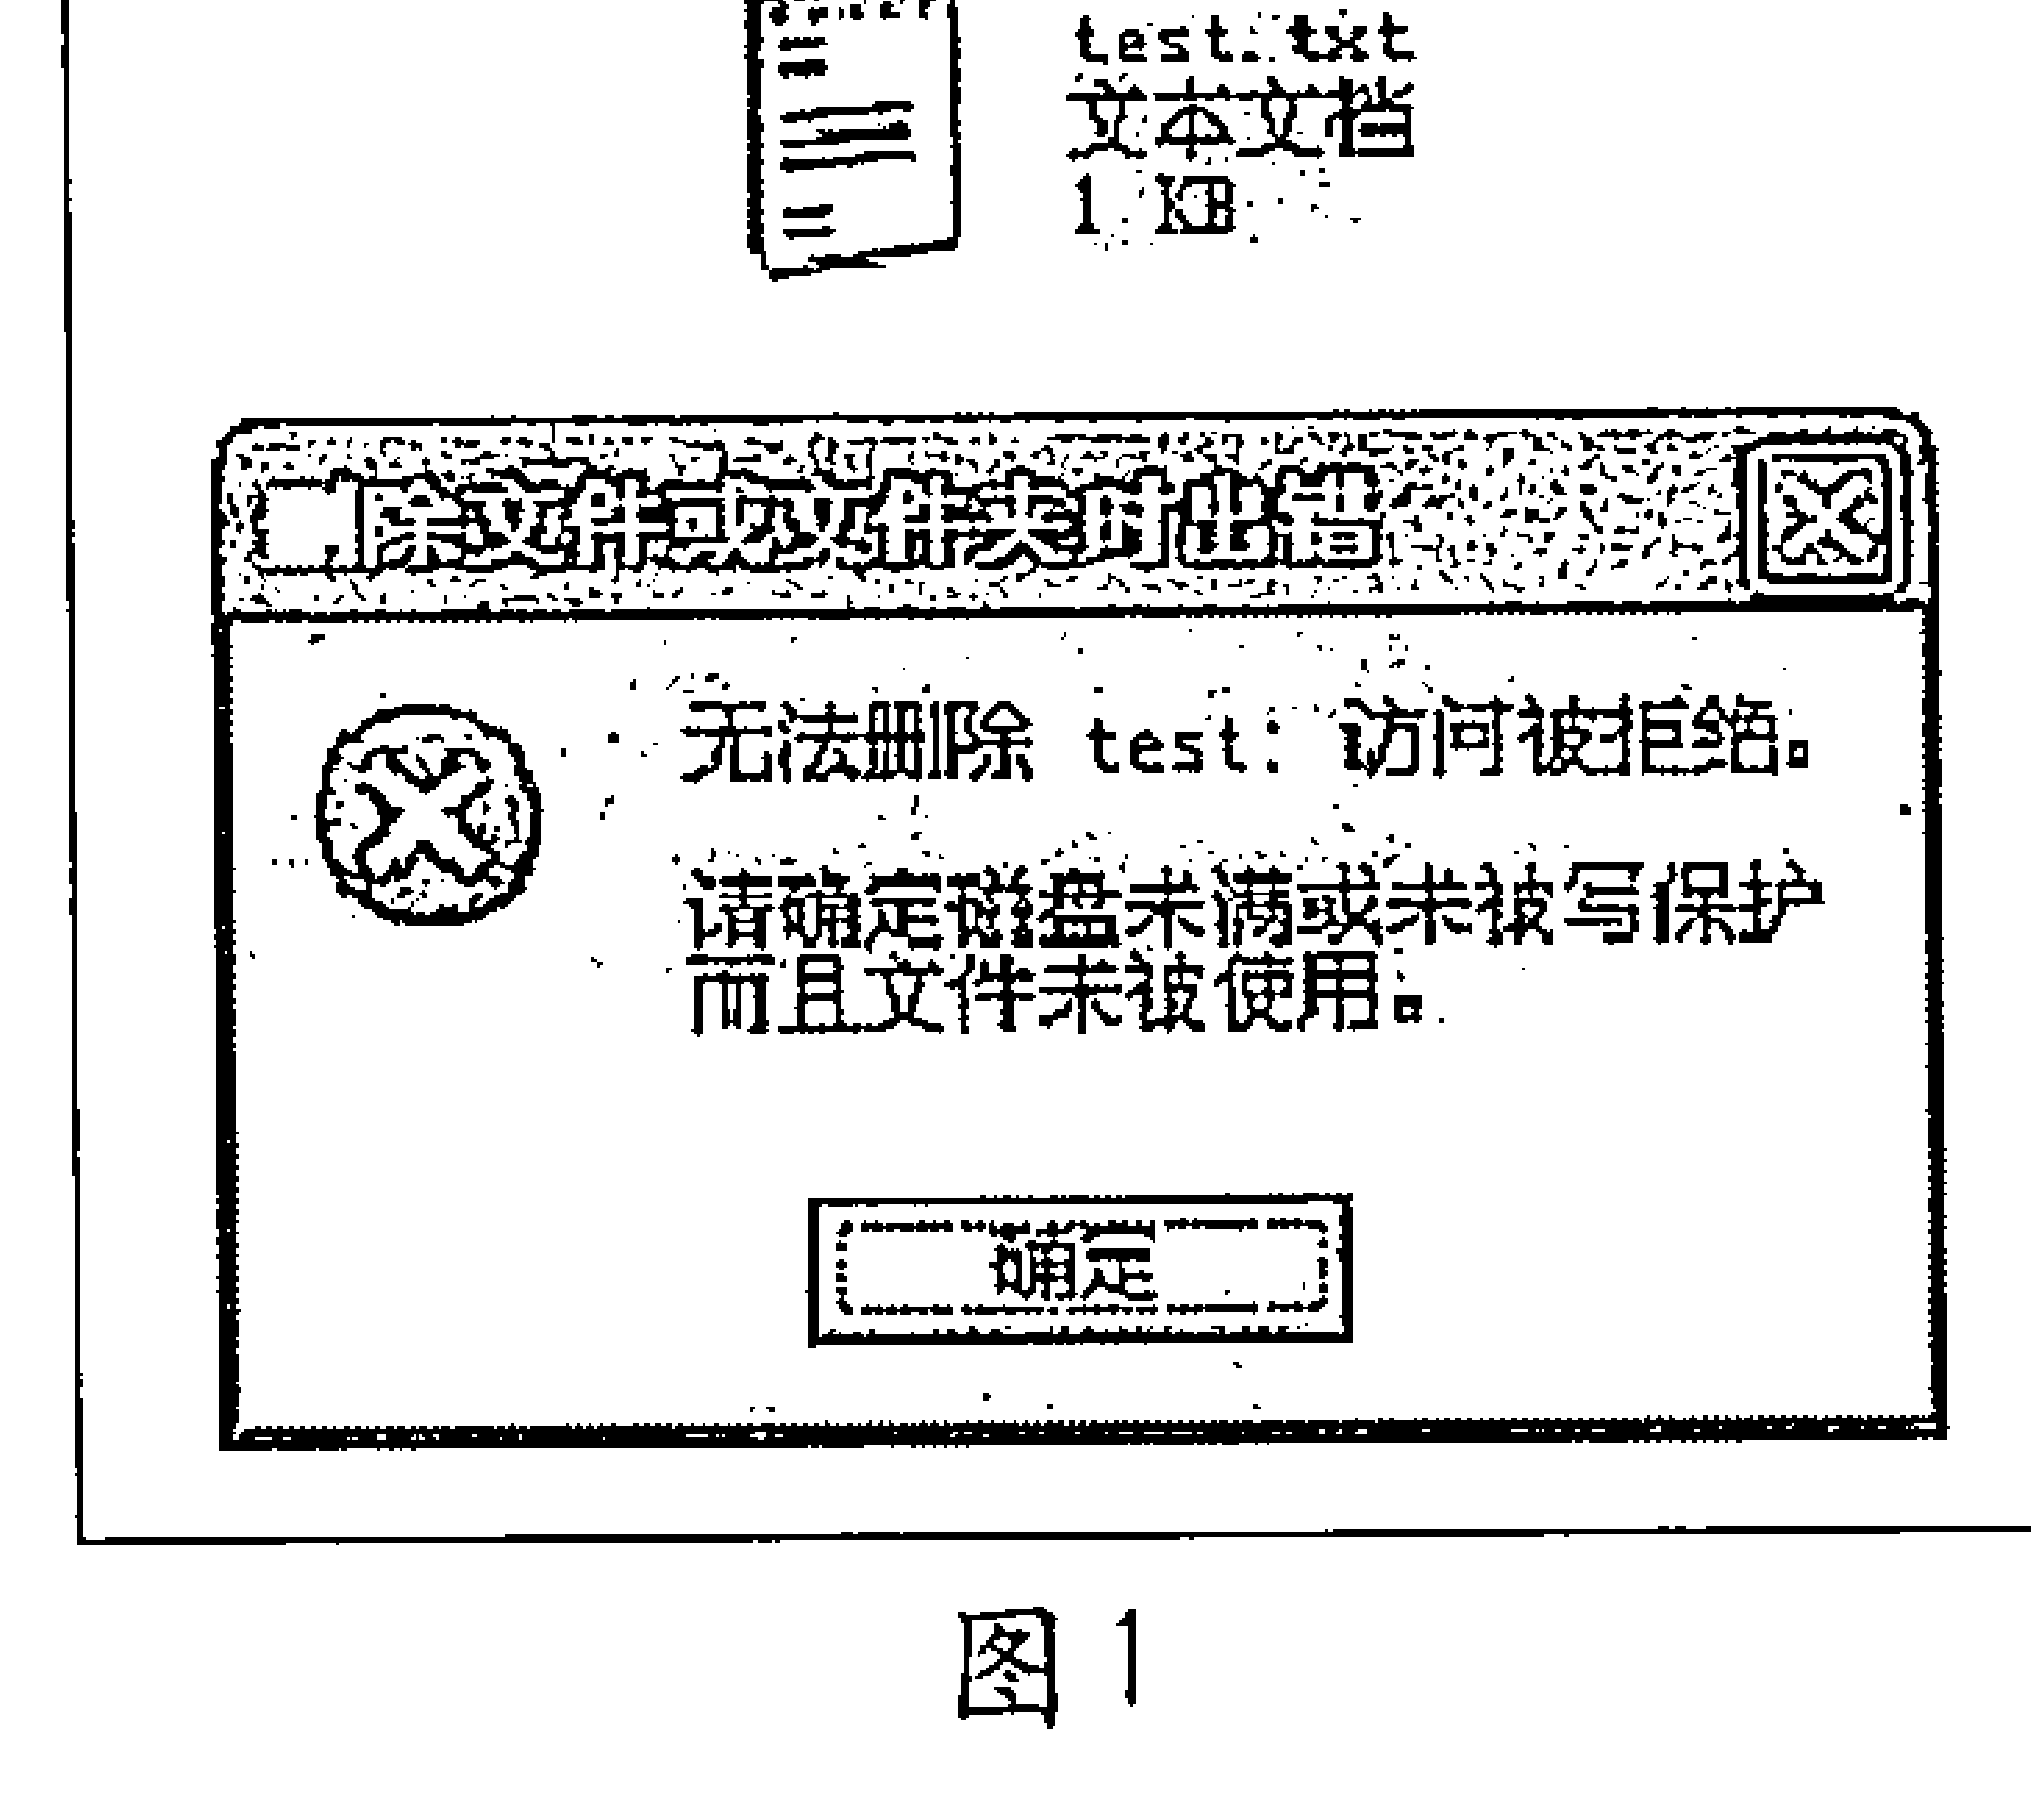 test.txt
文本文档
1 KB
除文件或文件夹时出错
无法删除 test: 访问被拒绝。
请确定磁盘未满或未被写保护
而且文件未被使用。
确定
图 1